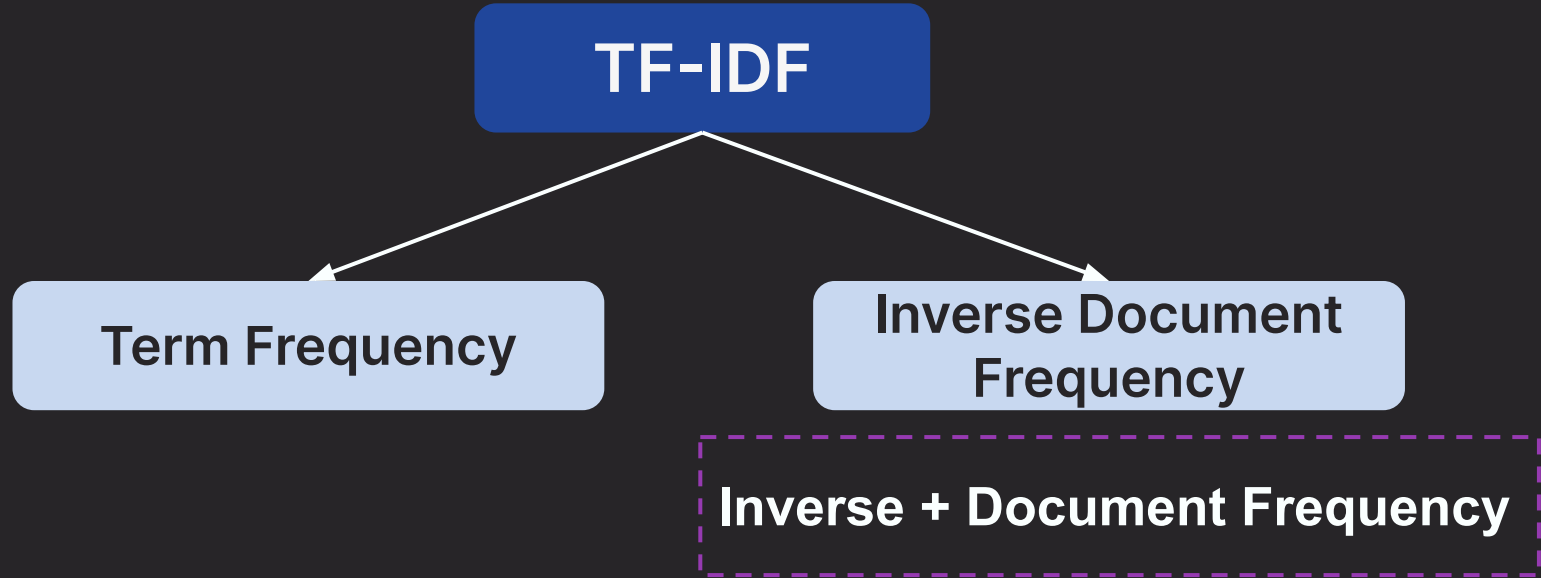 TF-IDF
Term Frequency
Inverse Document
Frequency
Inverse + Document Frequency